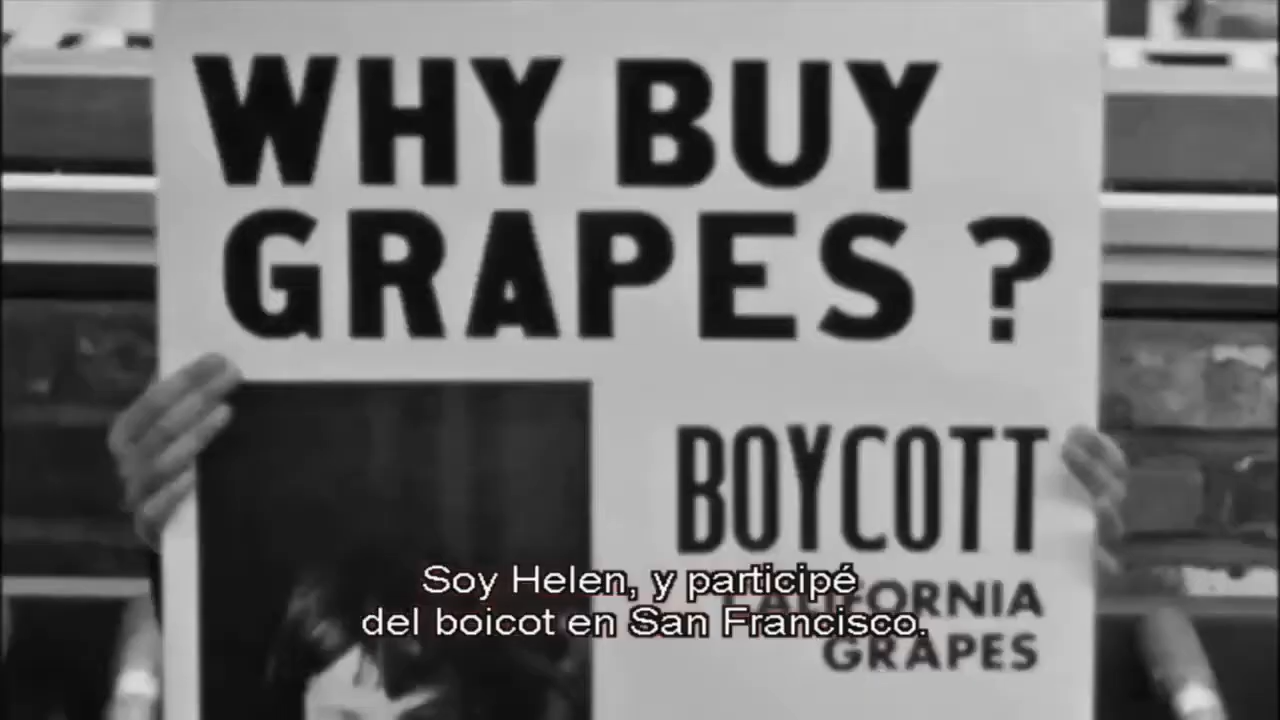 WHY BUY
GRAPES ?
BOYCOTT
CALIFORNIA
GRAPES
Soy Helen, y participé
del boicot en San Francisco.